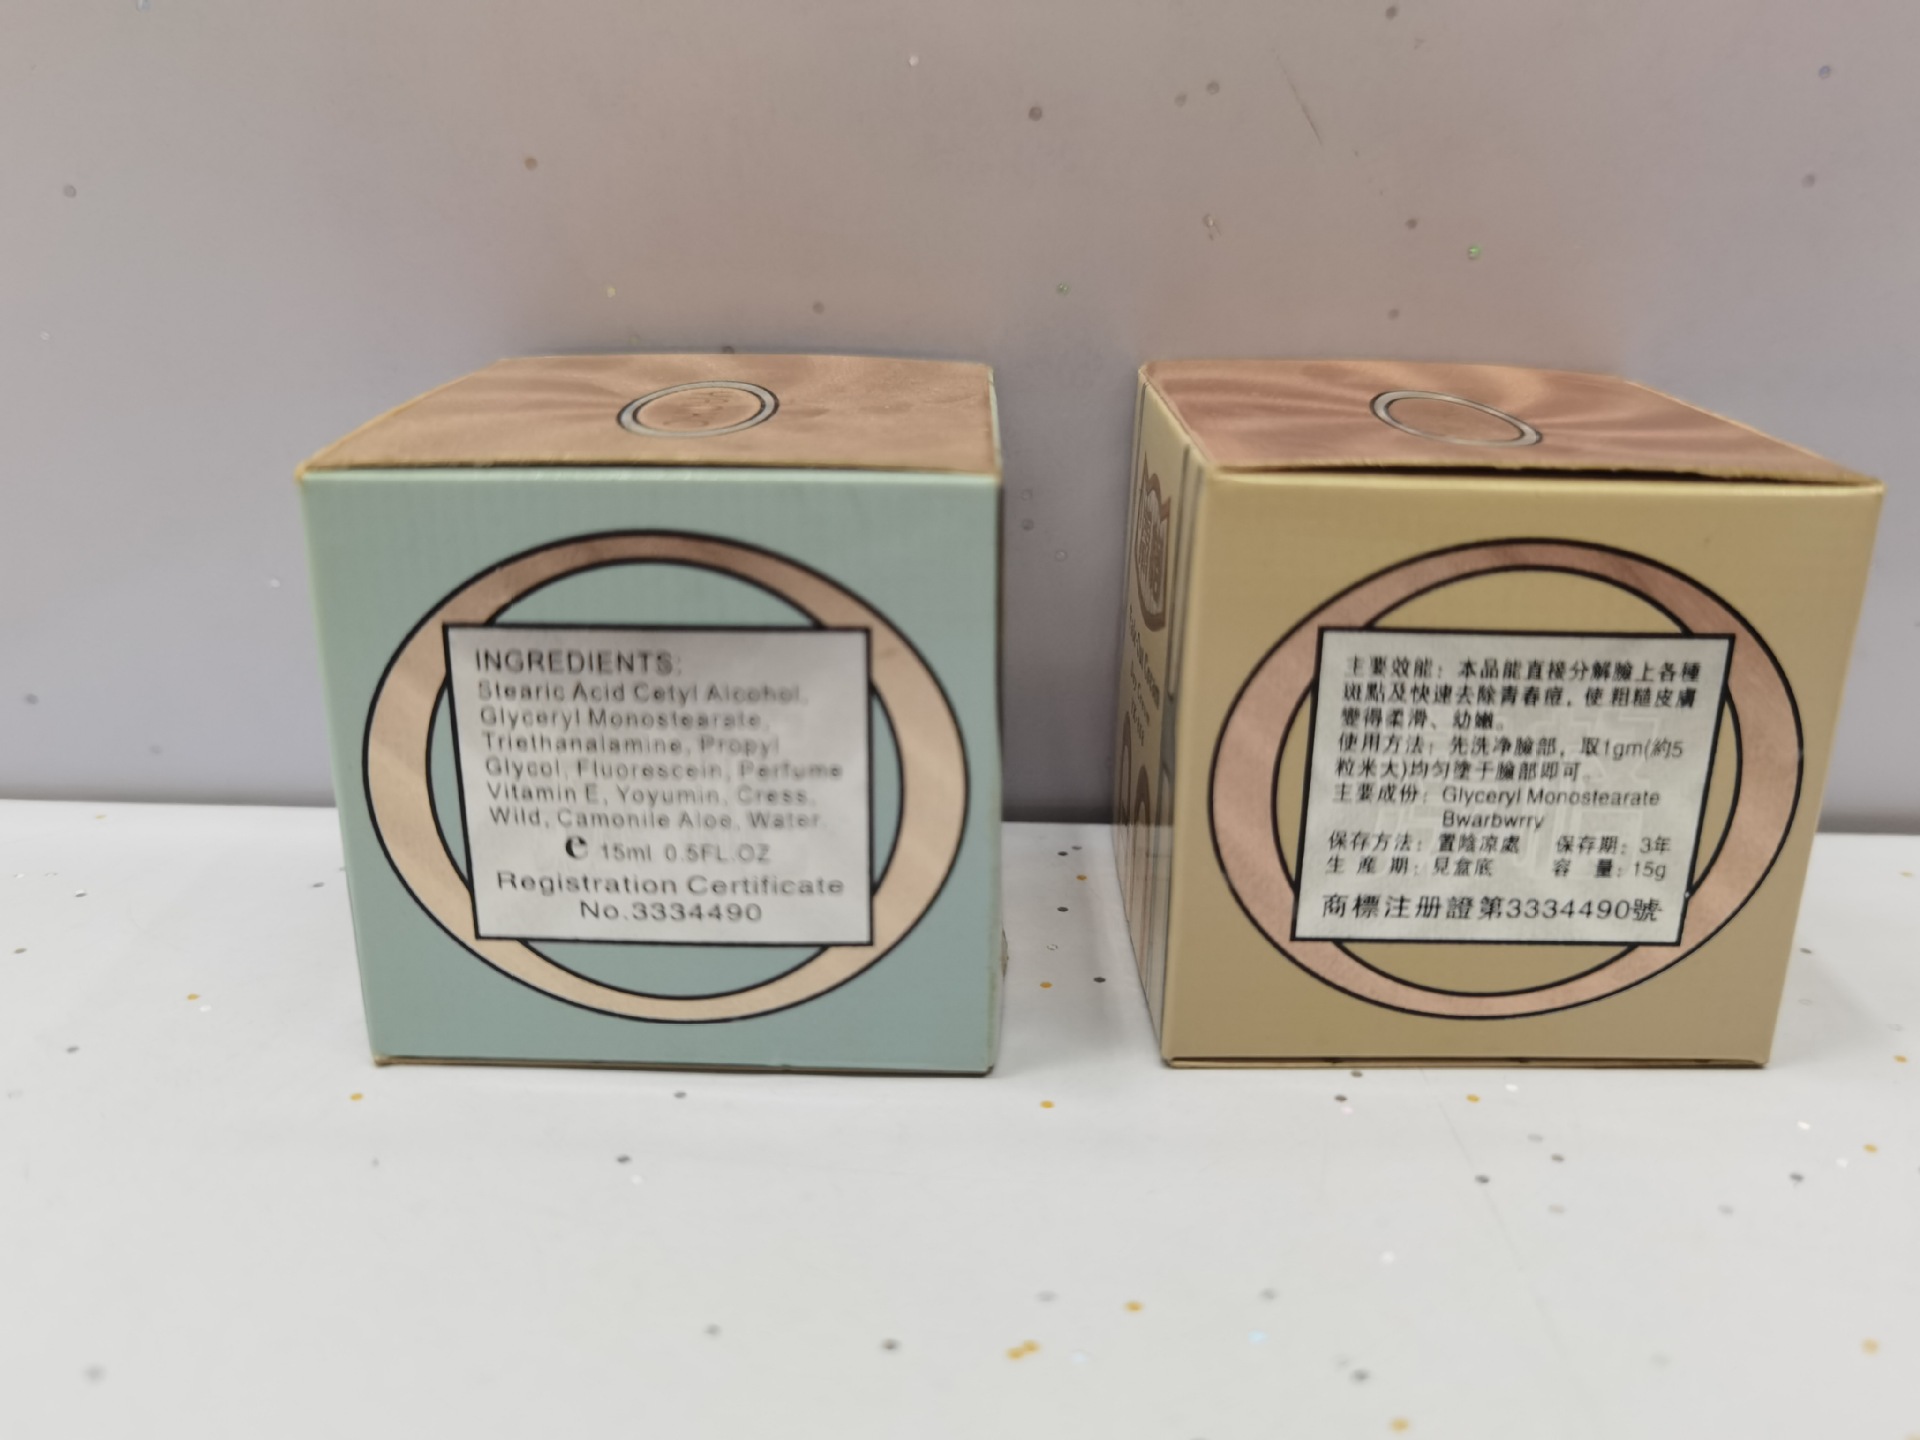 INGREDIENTS:
Stearic Acid Cetyl Alcohol,
Glyceryl Monostearate,
Triethanalamine, Propyl
Glycol, Fluorescein, Perfume
Vitamin E, Yoyumin, Cress,
Wild, Camonile Aloe, Water.
e 15ml 0.5FL.OZ
Registration Certificate
No.3334490
主要效能：本品能直接分解臉上各種
斑點及快速去除青春痘，使粗糙皮膚
變得柔滑、幼嫩。
使用方法：先洗净臉部，取1gm(約5
粒米大)均匀塗于臉部即可。
主要成份：Glyceryl Monostearate
Bwarbwrry
保存方法：置陰凉處 保存期：3年
生 產 期：見盒底 容 量：15g
商標注册證第3334490號